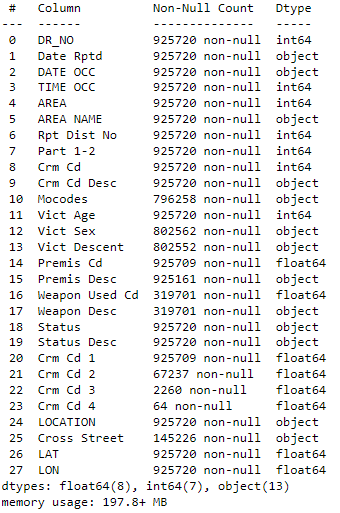 #   Column          Non-Null Count   Dtype
---  ------          --------------   -----
 0   DR_NO           925720 non-null  int64
 1   Date Rptd       925720 non-null  object
 2   DATE OCC        925720 non-null  object
 3   TIME OCC        925720 non-null  int64
 4   AREA            925720 non-null  int64
 5   AREA NAME       925720 non-null  object
 6   Rpt Dist No     925720 non-null  int64
 7   Part 1-2        925720 non-null  int64
 8   Crm Cd          925720 non-null  int64
 9   Crm Cd Desc     925720 non-null  object
 10  Mocodes         796258 non-null  object
 11  Vict Age        925720 non-null  int64
 12  Vict Sex        802562 non-null  object
 13  Vict Descent    802552 non-null  object
 14  Premis Cd       925709 non-null  float64
 15  Premis Desc     925161 non-null  object
 16  Weapon Used Cd  319701 non-null  float64
 17  Weapon Desc     319701 non-null  object
 18  Status          925720 non-null  object
 19  Status Desc     925720 non-null  object
 20  Crm Cd 1        925709 non-null  float64
 21  Crm Cd 2        67237 non-null   float64
 22  Crm Cd 3        2260 non-null    float64
 23  Crm Cd 4        64 non-null      float64
 24  LOCATION        925720 non-null  object
 25  Cross Street    145226 non-null  object
 26  LAT             925720 non-null  float64
 27  LON             925720 non-null  float64
dtypes: float64(8), int64(7), object(13)
memory usage: 197.8+ MB